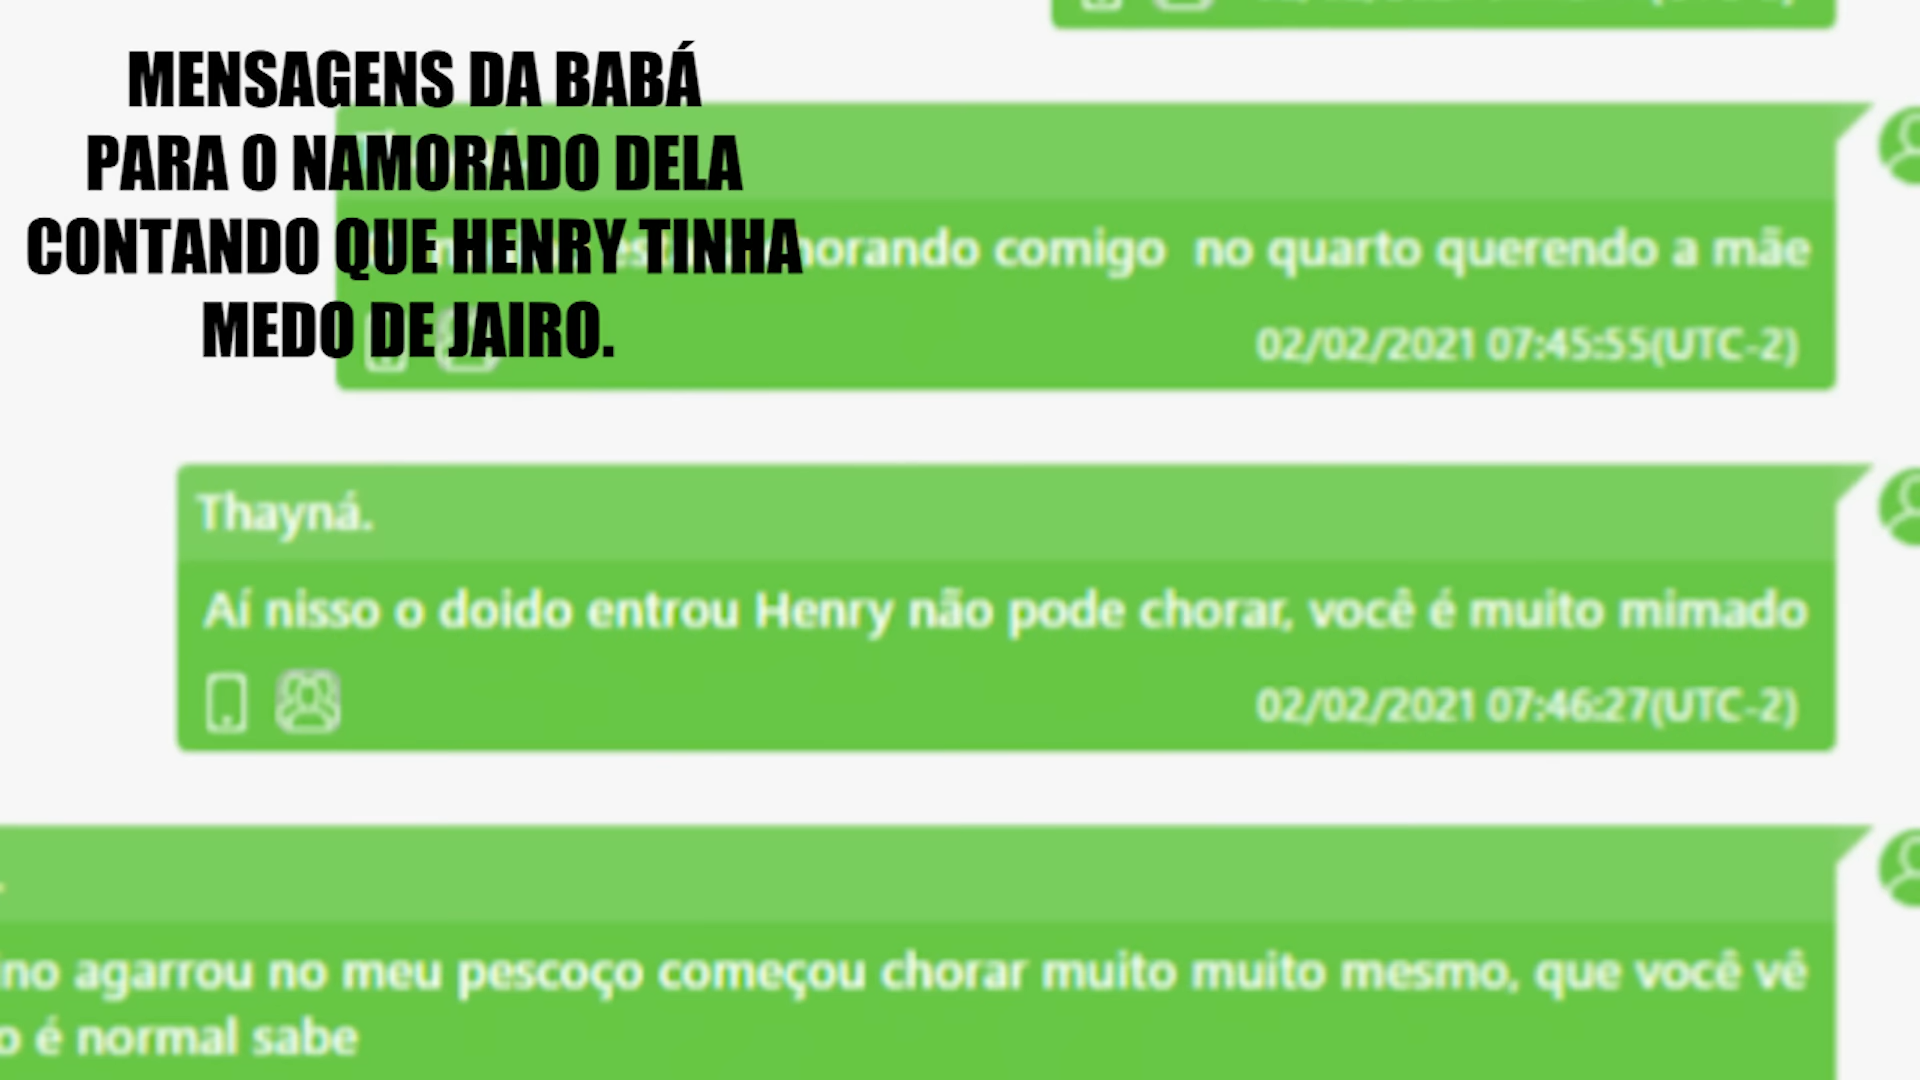 MENSAGENS DA BABÁ
PARA O NAMORADO DELA
CONTANDO QUE HENRY TINHA
MEDO DE JAIRO.
comigo no quarto querendo a mãe
02/02/2021 07:45:55(UTC-2)
Thayná.
Aí nisso o doido entrou Henry não pode chorar, você é muito mimado
02/02/2021 07:46:27(UTC-2)
agarrou no meu pescoço começou chorar muito muito mesmo, que você vê
é normal sabe